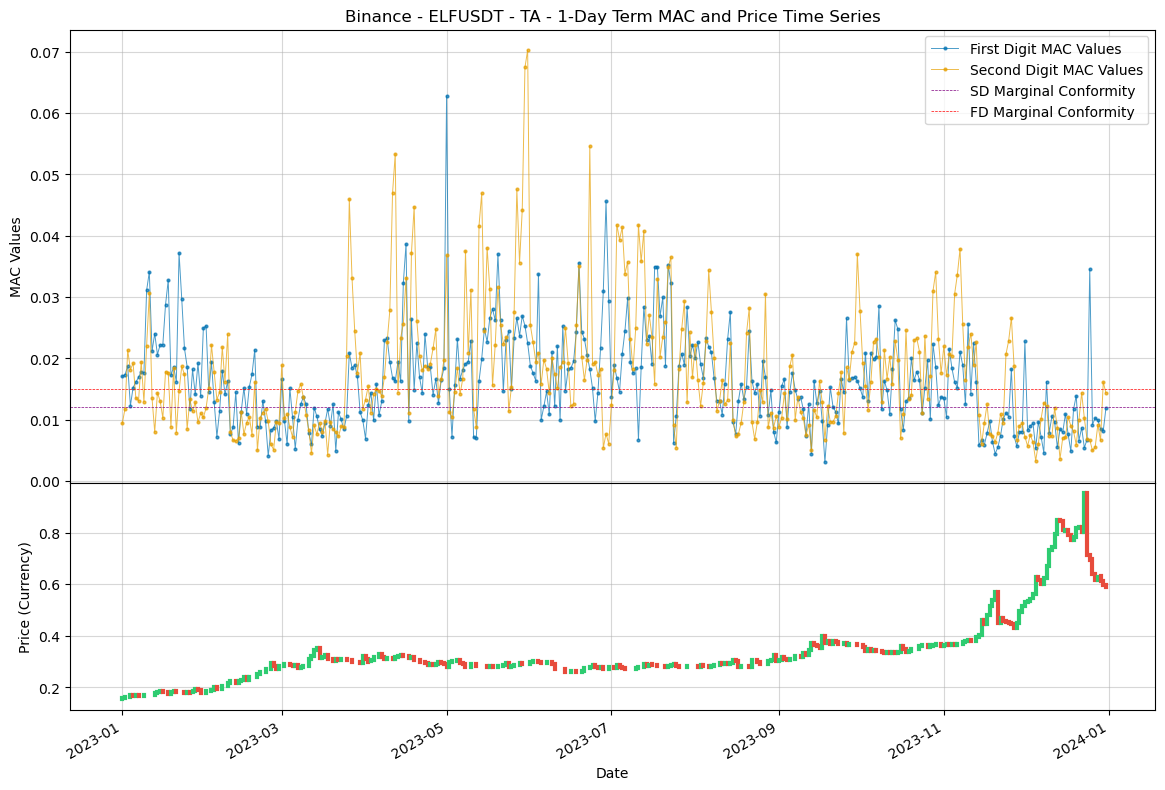 Binance - ELFUSDT - TA - 1-Day Term MAC and Price Time Series
First Digit MAC Values
Second Digit MAC Values
SD Marginal Conformity
FD Marginal Conformity
MAC Values
0.07
0.06
0.05
0.04
0.03
0.02
0.01
0.00
Price (Currency)
0.8
0.6
0.4
0.2
2023-01
2023-03
2023-05
2023-07
2023-09
2023-11
2024-01
Date